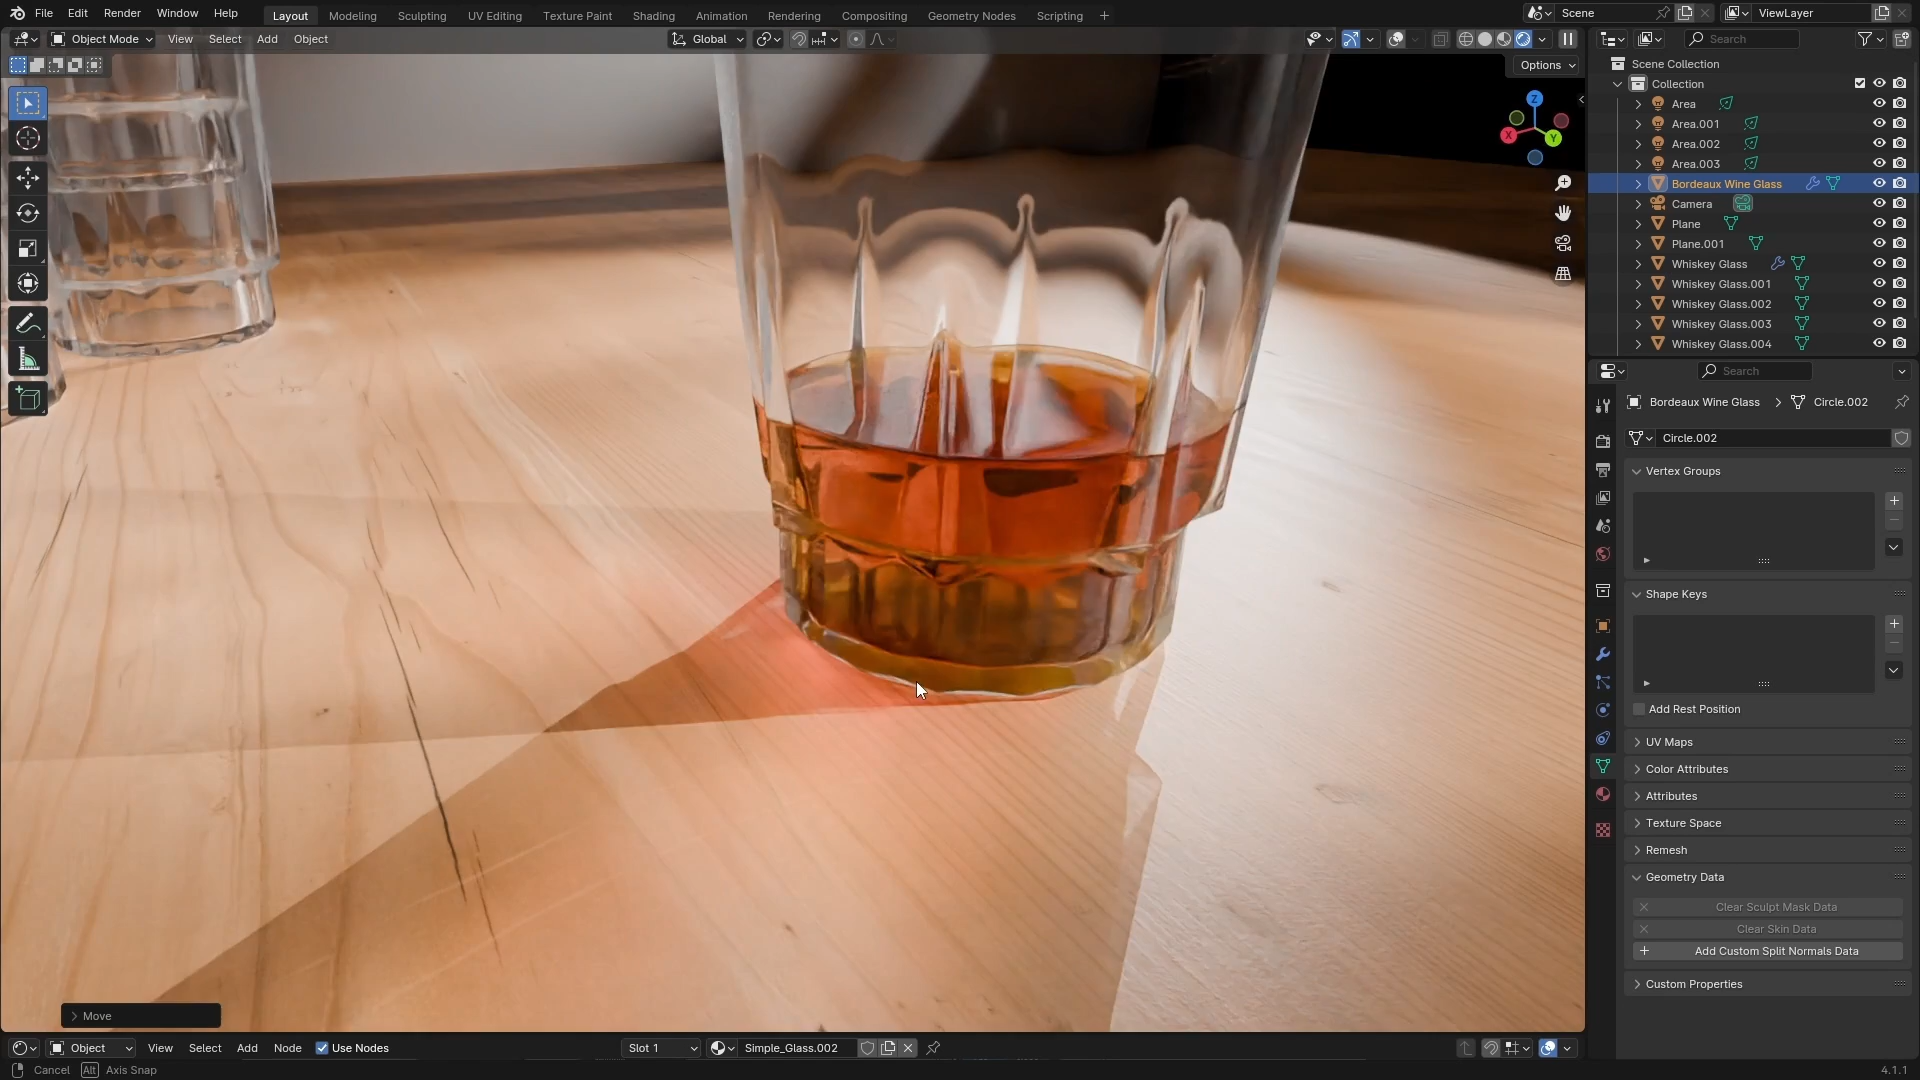 File Edit Render Window Help Layout Modeling Sculpting UV Editing Texture Paint Shading Animation Rendering Compositing Geometry Nodes Scripting + Scene ViewLayer
Object Mode View Select Add Object Global Search
Options
Z
X
Y
Scene Collection
Collection
Area
Area.001
Area.002
Area.003
Bordeaux Wine Glass
Camera
Plane
Plane.001
Whiskey Glass
Whiskey Glass.001
Whiskey Glass.002
Whiskey Glass.003
Whiskey Glass.004
Search
Bordeaux Wine Glass > Circle.002
Circle.002
Vertex Groups
Shape Keys
Add Rest Position
UV Maps
Color Attributes
Attributes
Texture Space
Remesh
Geometry Data
Clear Sculpt Mask Data
Clear Skin Data
Add Custom Split Normals Data
Custom Properties
Move
Object View Select Add Node Use Nodes Slot 1 Simple_Glass.002
Cancel Alt Axis Snap 4.1.1